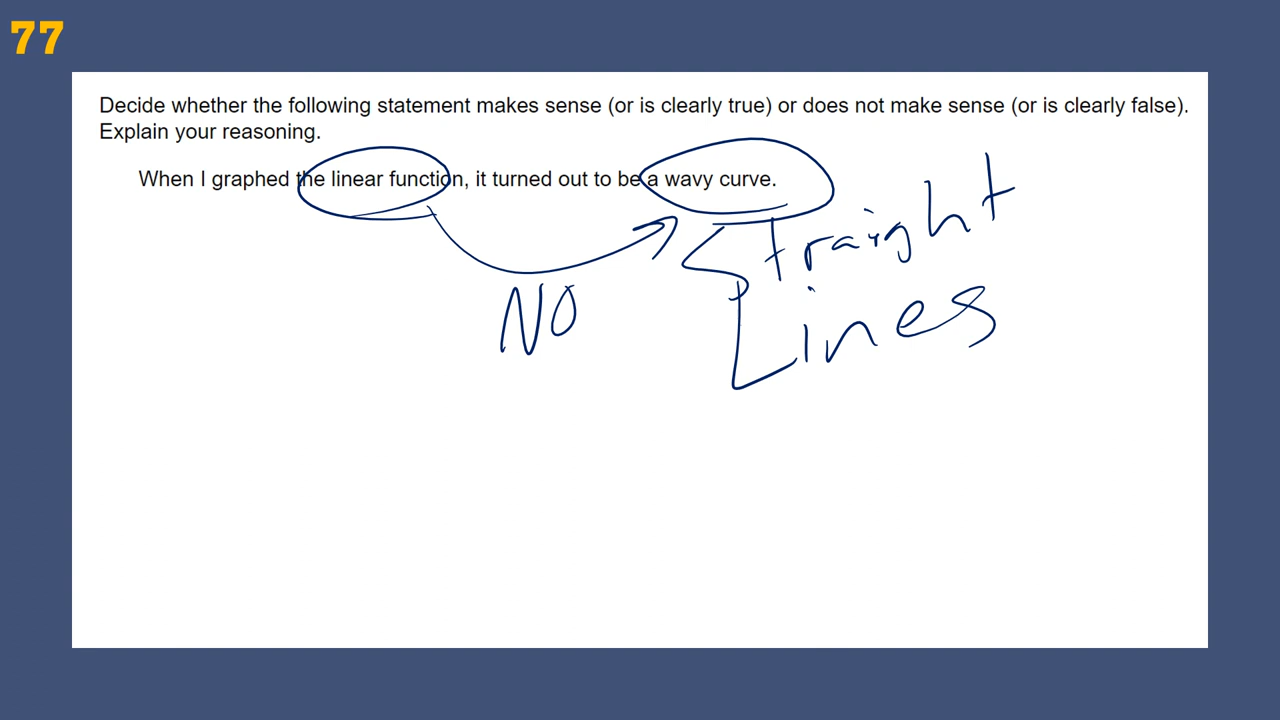 77
Decide whether the following statement makes sense (or is clearly true) or does not make sense (or is clearly false).
Explain your reasoning.
When I graphed the linear function, it turned out to be a wavy curve.
Straight
NO
Lines